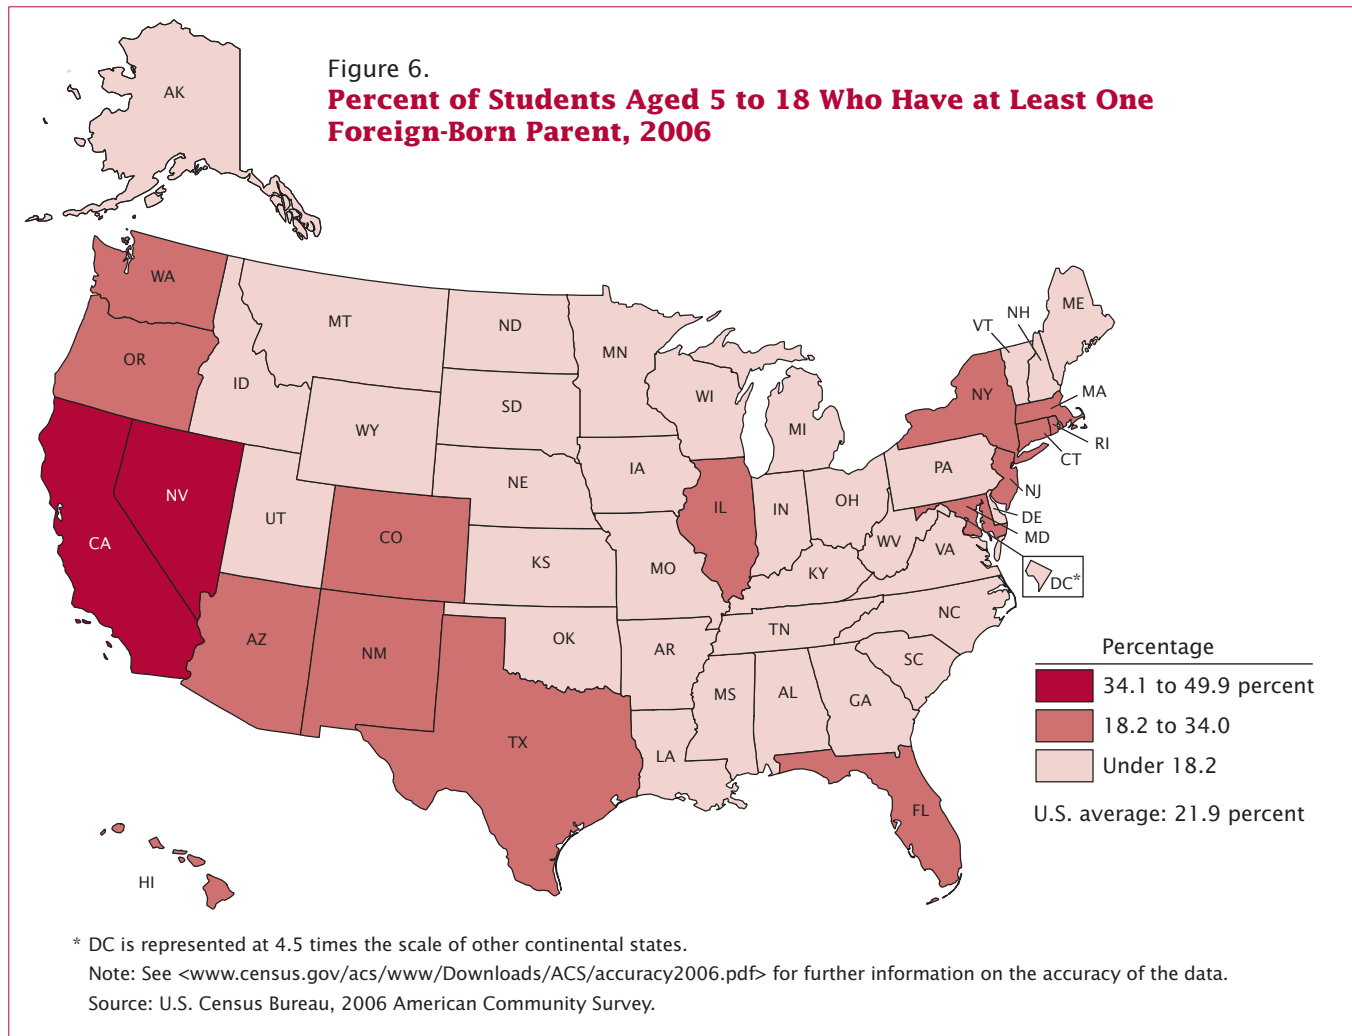 Figure 6.
Percent of Students Aged 5 to 18 Who Have at Least One
Foreign-Born Parent, 2006
AK
WA
MT
ND
MN
OR
ID
WY
SD
WI
MI
VT
NH
ME
NY
MA
RI
CT
PA
NJ
DE
MD
DC*
NV
CA
UT
CO
NE
IA
KS
MO
IL
IN
OH
WV
VA
KY
AZ
NM
OK
AR
TN
NC
SC
TX
LA
MS
AL
GA
FL
HI
Percentage
34.1 to 49.9 percent
18.2 to 34.0
Under 18.2
U.S. average: 21.9 percent
* DC is represented at 4.5 times the scale of other continental states.
Note: See <www.census.gov/acs/www/Downloads/ACS/accuracy2006.pdf> for further information on the accuracy of the data.
Source: U.S. Census Bureau, 2006 American Community Survey.